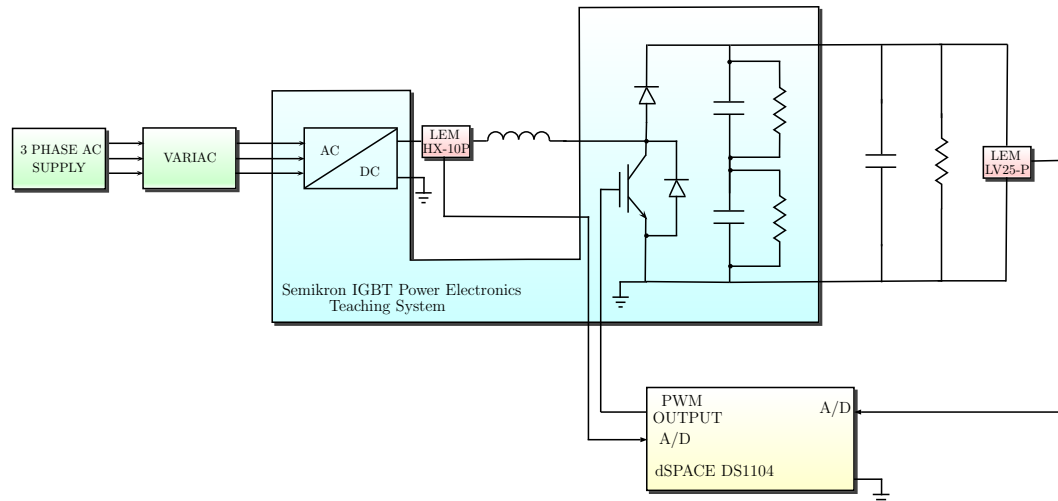 3 PHASE AC
SUPPLY
VARIAC
AC
DC
LEM
HX-10P
LEM
LV25-P
Semikron IGBT Power Electronics
Teaching System
PWM
OUTPUT
A/D
A/D
dSPACE DS1104